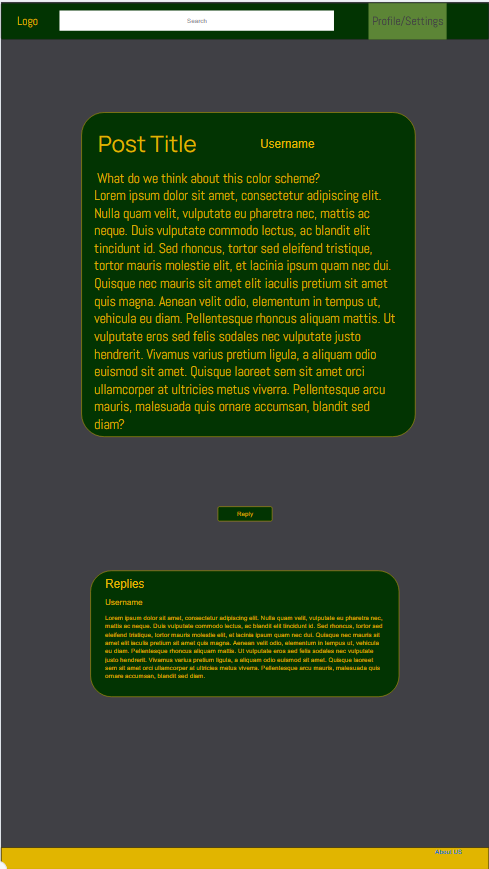 Logo
Search
Profile/Settings
Post Title
Username
What do we think about this color scheme?
Lorem ipsum dolor sit amet, consectetur adipiscing elit.
Nulla quam velit, vulputate eu pharetra nec, mattis ac
neque. Duis vulputate commodo lectus, ac blandit elit
tincidunt id. Sed rhoncus, tortor sed eleifend tristique,
tortor mauris molestie elit, et lacinia ipsum quam nec dui.
Quisque nec mauris sit amet elit iaculis pretium sit amet
quis magna. Aenean velit odio, elementum in tempus ut,
vehicula eu diam. Pellentesque rhoncus aliquam mattis. Ut
vulputate eros sed felis sodales nec vulputate justo
hendrerit. Vivamus varius pretium ligula, a aliquam odio
euismod sit amet. Quisque laoreet sem sit amet orci
ullamcorper at ultricies metus viverra. Pellentesque arcu
mauris, malesuada quis ornare accumsan, blandit sed
diam?
Reply
Replies
Username
Lorem ipsum dolor sit amet, consectetur adipiscing elit. Nulla quam velit, vulputate eu pharetra nec,
mattis ac neque. Duis vulputate commodo lectus, ac blandit elit tincidunt id. Sed rhoncus, tortor sed
eleifend tristique, tortor mauris molestie elit, et lacinia ipsum quam nec dui. Quisque nec mauris sit
amet elit iaculis pretium sit amet quis magna. Aenean velit odio, elementum in tempus ut, vehicula
eu diam. Pellentesque rhoncus aliquam mattis. Ut vulputate eros sed felis sodales nec vulputate
justo hendrerit. Vivamus varius pretium ligula, a aliquam odio euismod sit amet. Quisque laoreet
sem sit amet orci ullamcorper at ultricies metus viverra. Pellentesque arcu mauris, malesuada quis
ornare accumsan, blandit sed diam.
About US